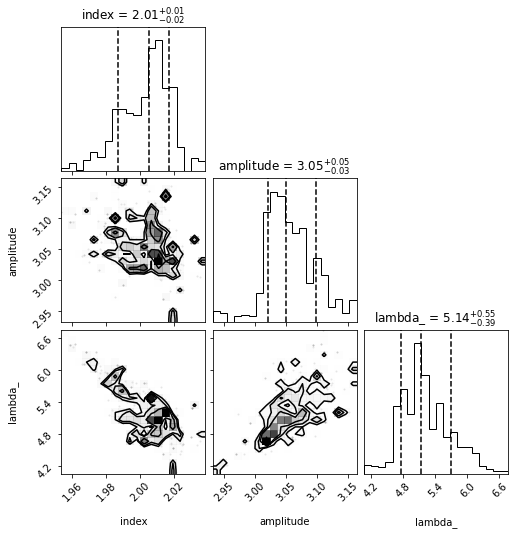 index = 2.01+0.01−0.02
amplitude
3.15
3.10
3.05
3.00
2.95
amplitude = 3.05+0.05−0.03
lambda_
6.6
6.0
5.4
4.8
4.2
lambda_ = 5.14+0.55−0.39
1.96 1.98 2.00 2.02
2.95 3.00 3.05 3.10 3.15
4.2 4.8 5.4 6.0 6.6
index amplitude lambda_